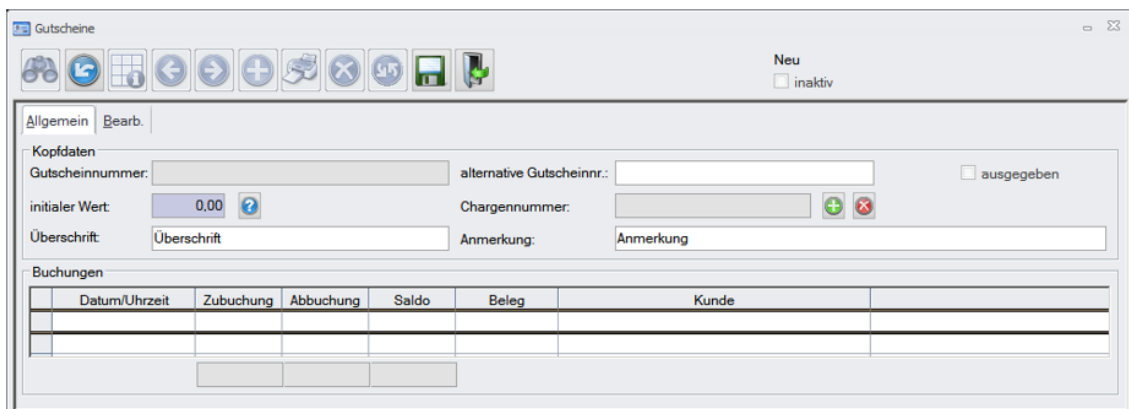 Gutscheine
Neu
inaktiv
Allgemein Bearb.
Kopfdaten
Gutscheinnummer: alternative Gutscheinnr.: ausgegeben
initialer Wert: 0,00 Chargennummer:
Überschrift: Überschrift Anmerkung: Anmerkung
Buchungen
Datum/Uhrzeit Zubuchung Abbuchung Saldo Beleg Kunde